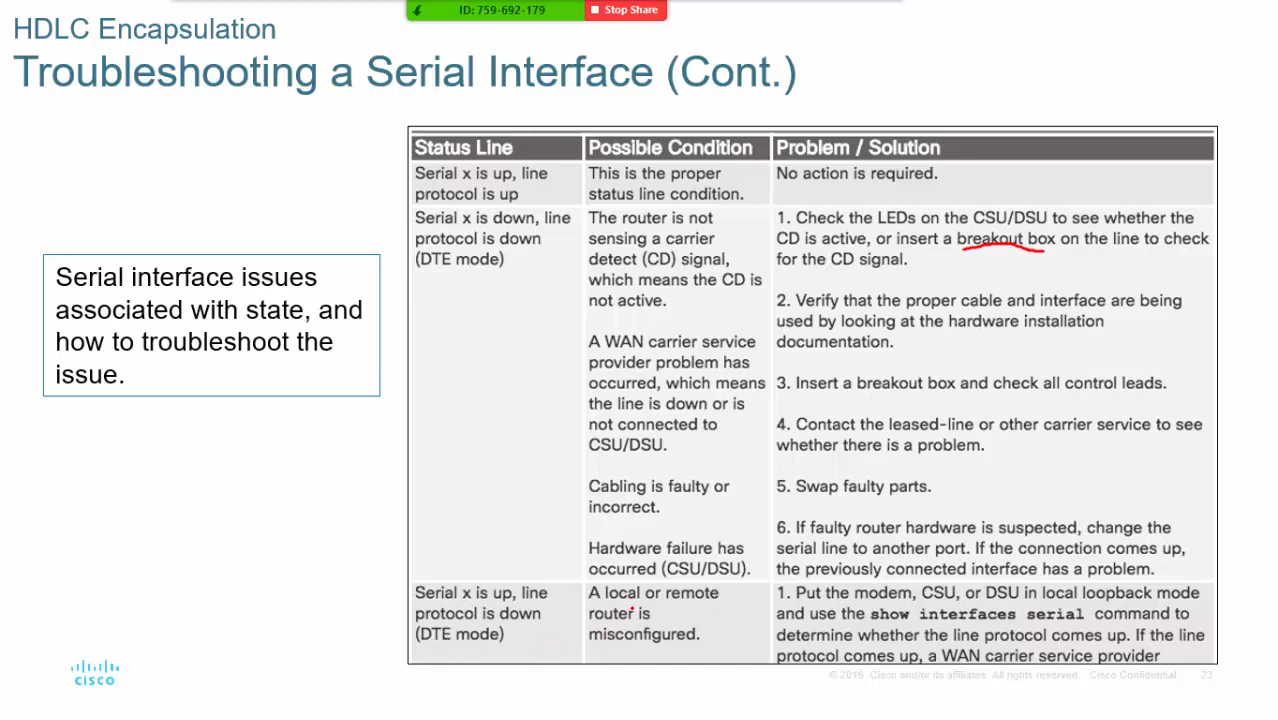 ID: 759-692-179
Stop Share
HDLC Encapsulation
Troubleshooting a Serial Interface (Cont.)
Serial interface issues
associated with state, and
how to troubleshoot the
issue.
Status Line
Possible Condition
Problem / Solution
Serial x is up, line
protocol is up
This is the proper
status line condition.
No action is required.
Serial x is down, line
protocol is down
(DTE mode)
The router is not
sensing a carrier
detect (CD) signal,
which means the CD is
not active.
A WAN carrier service
provider problem has
occurred, which means
the line is down or is
not connected to
CSU/DSU.
Cabling is faulty or
incorrect.
Hardware failure has
occurred (CSU/DSU).
1. Check the LEDs on the CSU/DSU to see whether the
CD is active, or insert a breakout box on the line to check
for the CD signal.
2. Verify that the proper cable and interface are being
used by looking at the hardware installation
documentation.
3. Insert a breakout box and check all control leads.
4. Contact the leased-line or other carrier service to see
whether there is a problem.
5. Swap faulty parts.
6. If faulty router hardware is suspected, change the
serial line to another port. If the connection comes up,
the previously connected interface has a problem.
Serial x is up, line
protocol is down
(DTE mode)
A local or remote
router is
misconfigured.
1. Put the modem, CSU, or DSU in local loopback mode
and use the show interfaces serial command to
determine whether the line protocol comes up. If the line
protocol comes up, a WAN carrier service provider
CISCO
© 2016 Cisco and/or its affiliates. All rights reserved. Cisco Confidential
23